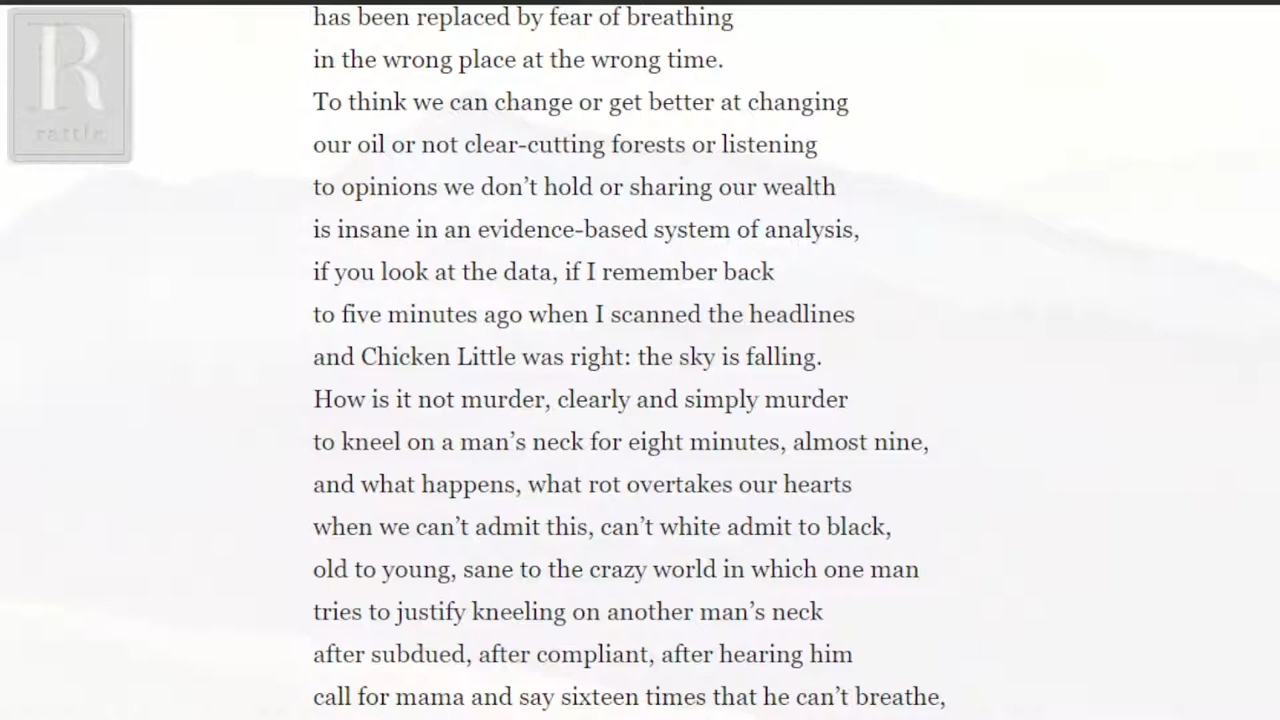 R
rattle
has been replaced by fear of breathing
in the wrong place at the wrong time.
To think we can change or get better at changing
our oil or not clear-cutting forests or listening
to opinions we don’t hold or sharing our wealth
is insane in an evidence-based system of analysis,
if you look at the data, if I remember back
to five minutes ago when I scanned the headlines
and Chicken Little was right: the sky is falling.
How is it not murder, clearly and simply murder
to kneel on a man’s neck for eight minutes, almost nine,
and what happens, what rot overtakes our hearts
when we can’t admit this, can’t white admit to black,
old to young, sane to the crazy world in which one man
tries to justify kneeling on another man’s neck
after subdued, after compliant, after hearing him
call for mama and say sixteen times that he can’t breathe,